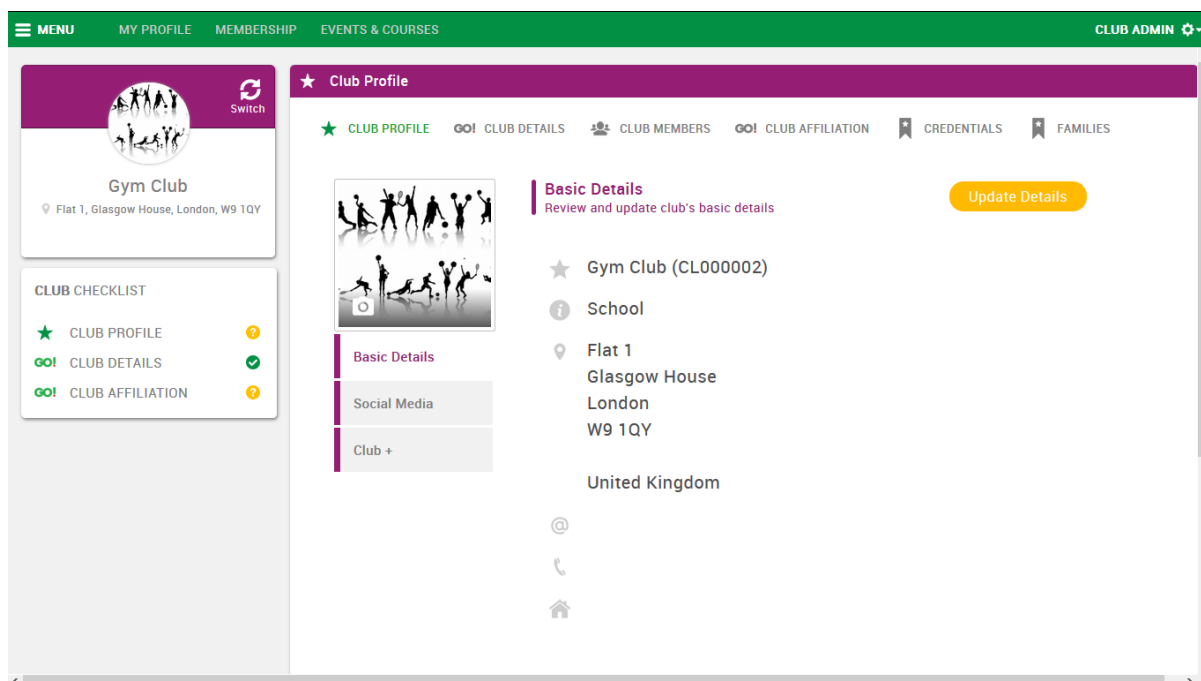 MENU MY PROFILE MEMBERSHIP EVENTS & COURSES CLUB ADMIN
Switch
Gym Club
Flat 1, Glasgow House, London, W9 1QY
CLUB CHECKLIST
CLUB PROFILE ?
GO! CLUB DETAILS
GO! CLUB AFFILIATION ?
Club Profile
CLUB PROFILE GO! CLUB DETAILS CLUB MEMBERS GO! CLUB AFFILIATION CREDENTIALS FAMILIES
Basic Details
Social Media
Club +
Basic Details
Review and update club's basic details
Update Details
Gym Club (CL000002)
School
Flat 1
Glasgow House
London
W9 1QY
United Kingdom
@